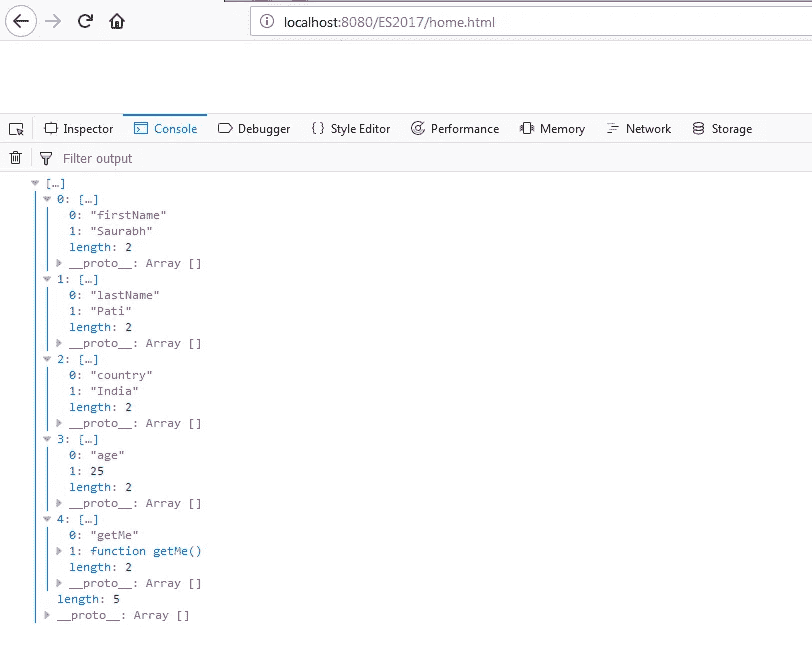 localhost:8080/ES2017/home.html
Inspector Console Debugger {} Style Editor Performance Memory Network Storage
Filter output
[…]
0: […]
0: "firstName"
1: "Saurabh"
length: 2
__proto__: Array []
1: […]
0: "lastName"
1: "Pati"
length: 2
__proto__: Array []
2: […]
0: "country"
1: "India"
length: 2
__proto__: Array []
3: […]
0: "age"
1: 25
length: 2
__proto__: Array []
4: […]
0: "getMe"
1: function getMe()
length: 2
__proto__: Array []
length: 5
__proto__: Array []